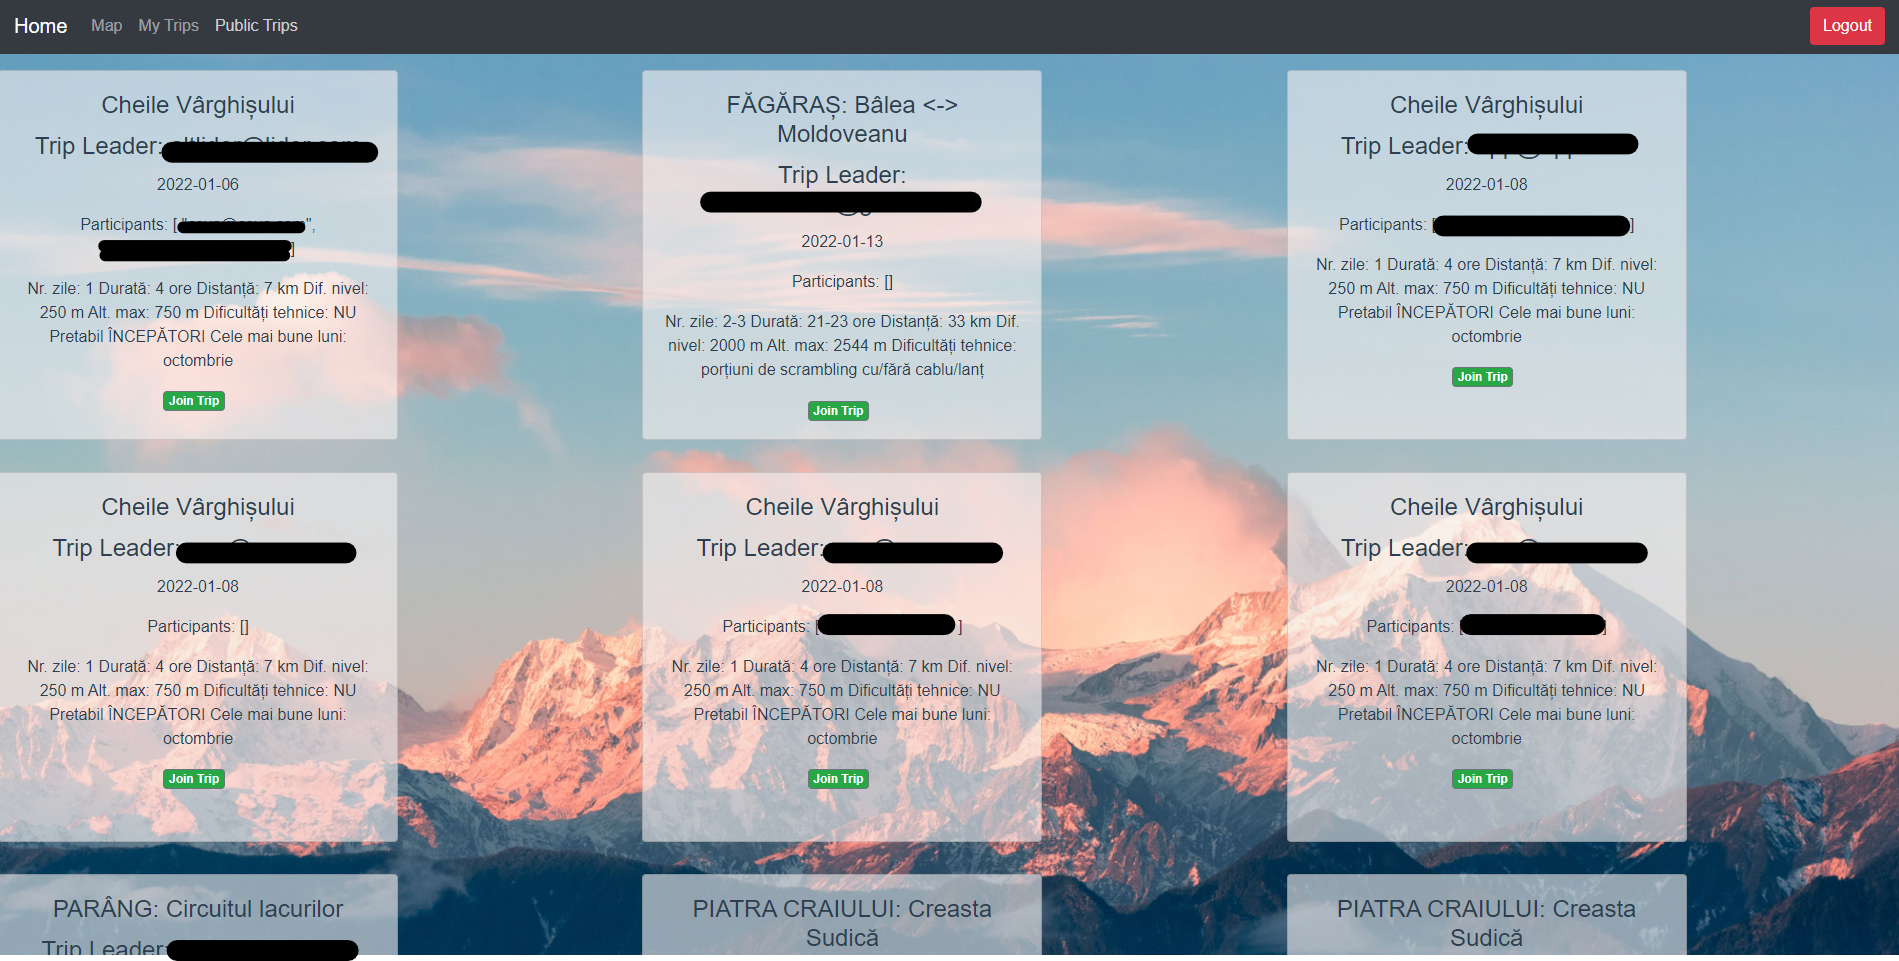 Home Map My Trips Public Trips Logout
Cheile Vârghișului
Trip Leader:
2022-01-06
Participants: [
]
Nr. zile: 1 Durată: 4 ore Distanță: 7 km Dif. nivel:
250 m Alt. max: 750 m Dificultăți tehnice: NU
Pretabil ÎNCEPĂTORI Cele mai bune luni:
octombrie
Join Trip
FĂGĂRAȘ: Bâlea <->
Moldoveanu
Trip Leader:
2022-01-13
Participants: []
Nr. zile: 2-3 Durată: 21-23 ore Distanță: 33 km Dif.
nivel: 2000 m Alt. max: 2544 m Dificultăți tehnice:
porțiuni de scrambling cu/fără cablu/lanț
Join Trip
Cheile Vârghișului
Trip Leader:
2022-01-08
Participants: [ ]
Nr. zile: 1 Durată: 4 ore Distanță: 7 km Dif. nivel:
250 m Alt. max: 750 m Dificultăți tehnice: NU
Pretabil ÎNCEPĂTORI Cele mai bune luni:
octombrie
Join Trip
Cheile Vârghișului
Trip Leader:
2022-01-08
Participants: []
Nr. zile: 1 Durată: 4 ore Distanță: 7 km Dif. nivel:
250 m Alt. max: 750 m Dificultăți tehnice: NU
Pretabil ÎNCEPĂTORI Cele mai bune luni:
octombrie
Join Trip
Cheile Vârghișului
Trip Leader:
2022-01-08
Participants: [ ]
Nr. zile: 1 Durată: 4 ore Distanță: 7 km Dif. nivel:
250 m Alt. max: 750 m Dificultăți tehnice: NU
Pretabil ÎNCEPĂTORI Cele mai bune luni:
octombrie
Join Trip
Cheile Vârghișului
Trip Leader:
2022-01-08
Participants: [ ]
Nr. zile: 1 Durată: 4 ore Distanță: 7 km Dif. nivel:
250 m Alt. max: 750 m Dificultăți tehnice: NU
Pretabil ÎNCEPĂTORI Cele mai bune luni:
octombrie
Join Trip
PARÂNG: Circuitul lacurilor
Trip Leader:
PIATRA CRAIULUI: Creasta
Sudică
PIATRA CRAIULUI: Creasta
Sudică